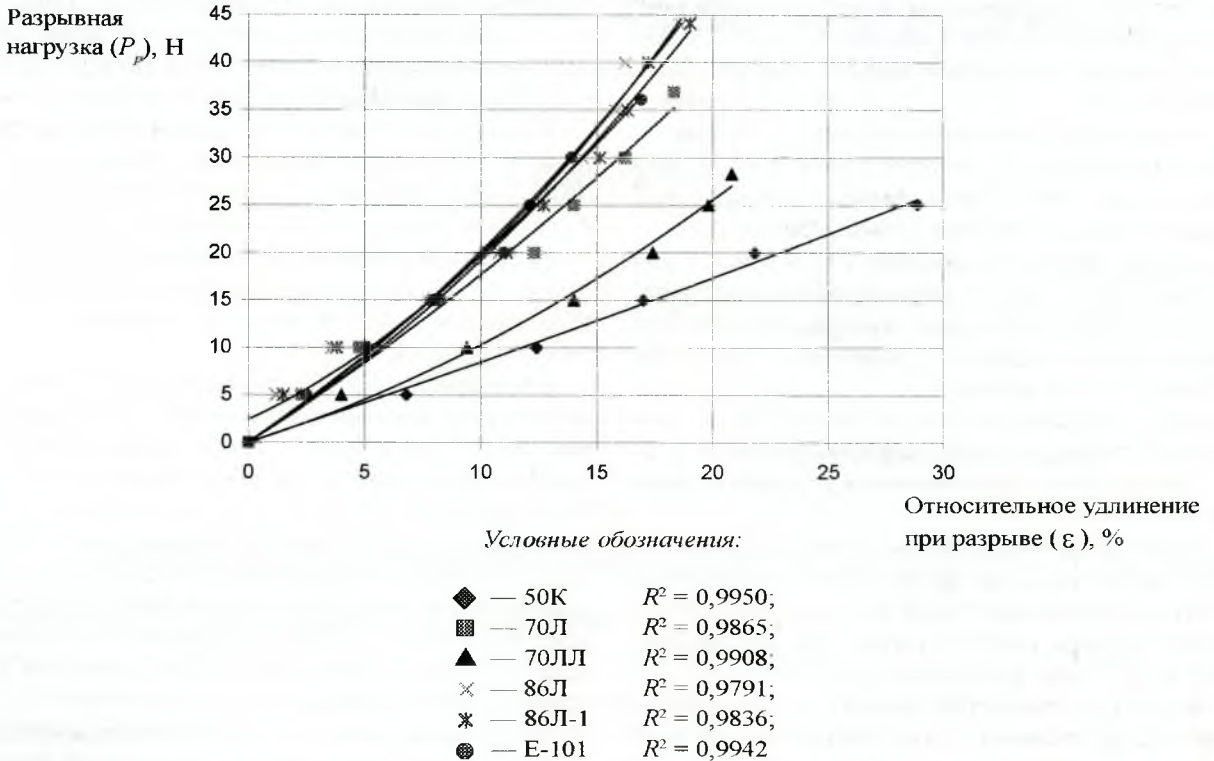 Разрывная
нагрузка (Pр), Н
45
40
35
30
25
20
15
10
5
0
0 5 10 15 20 25 30
Относительное удлинение
при разрыве ( ε ), %
Условные обозначения:
— 50К R² = 0,9950;
— 70Л R² = 0,9865;
— 70ЛЛ R² = 0,9908;
— 86Л R² = 0,9791;
— 86Л-1 R² = 0,9836;
— Е-101 R² = 0,9942